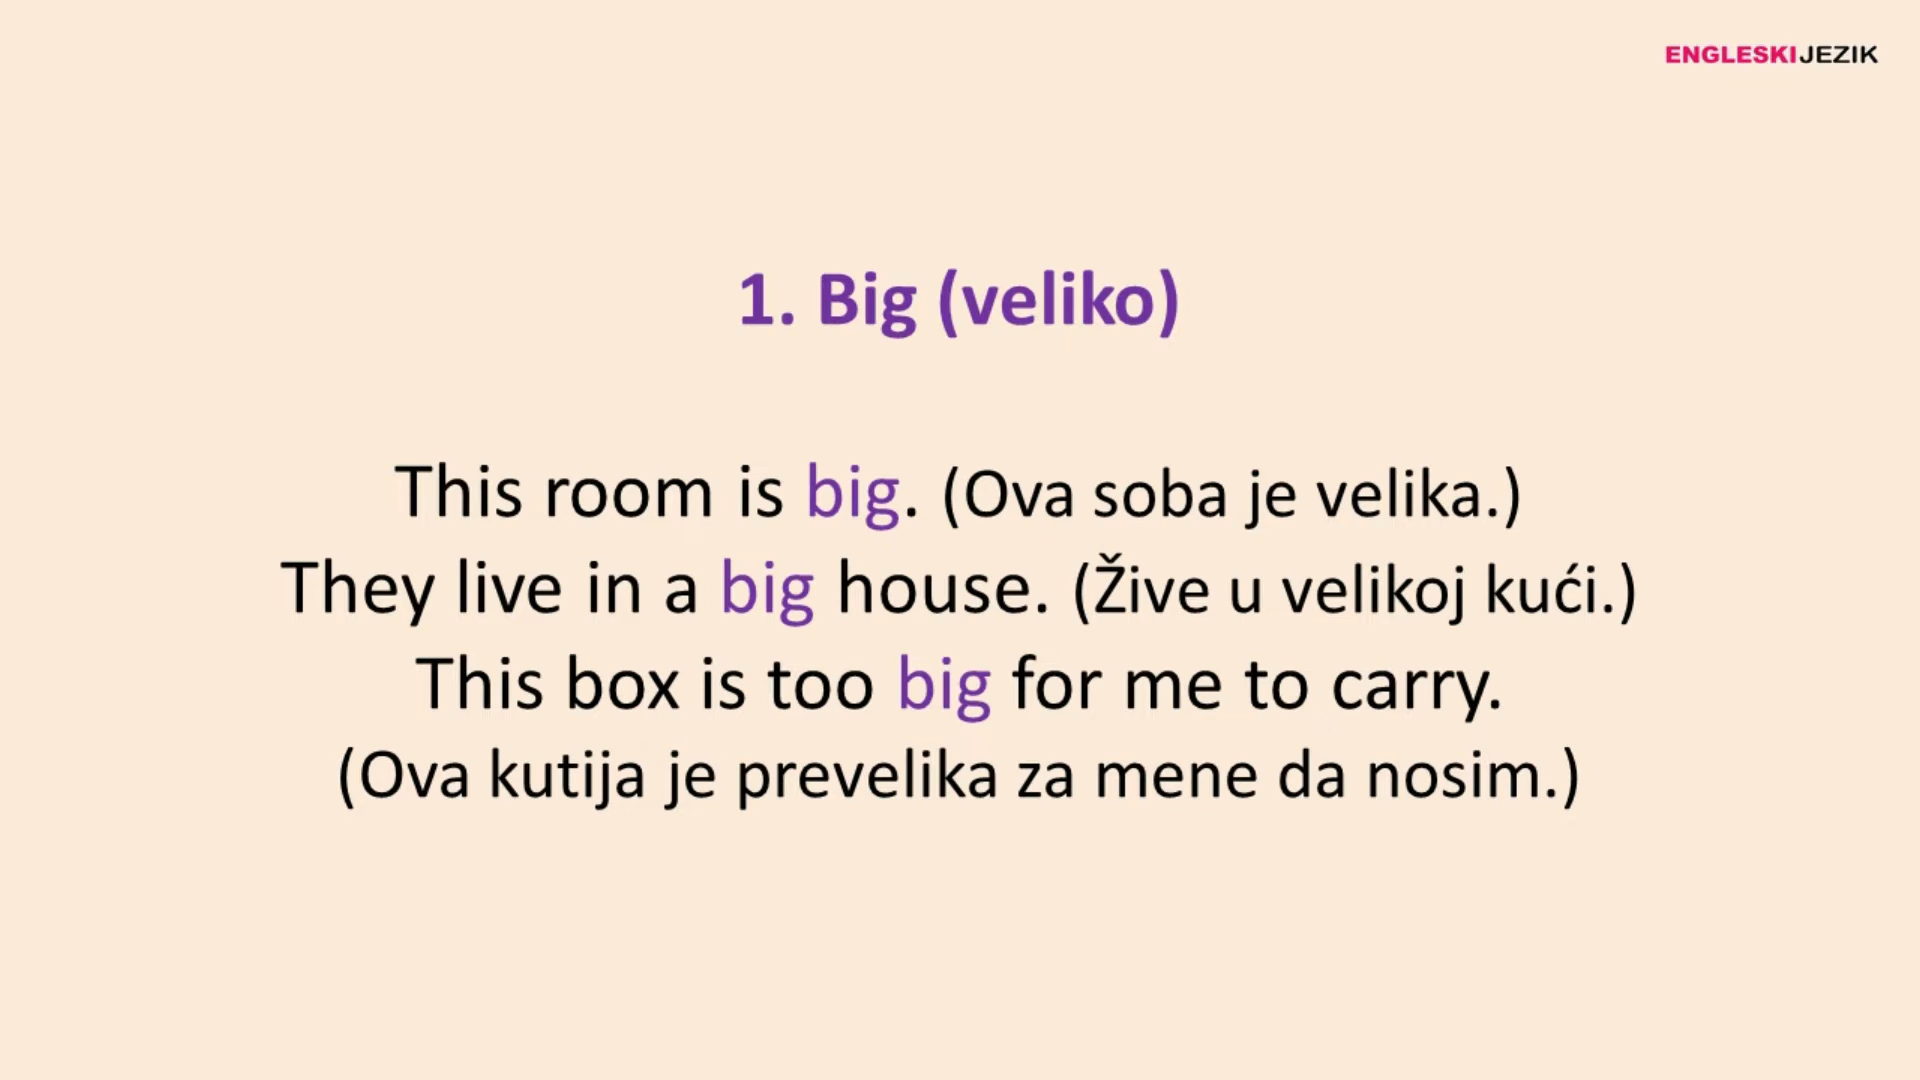 ENGLESKIJEZIK
1. Big (veliko)
This room is big. (Ova soba je velika.)
They live in a big house. (Žive u velikoj kući.)
This box is too big for me to carry.
(Ova kutija je prevelika za mene da nosim.)